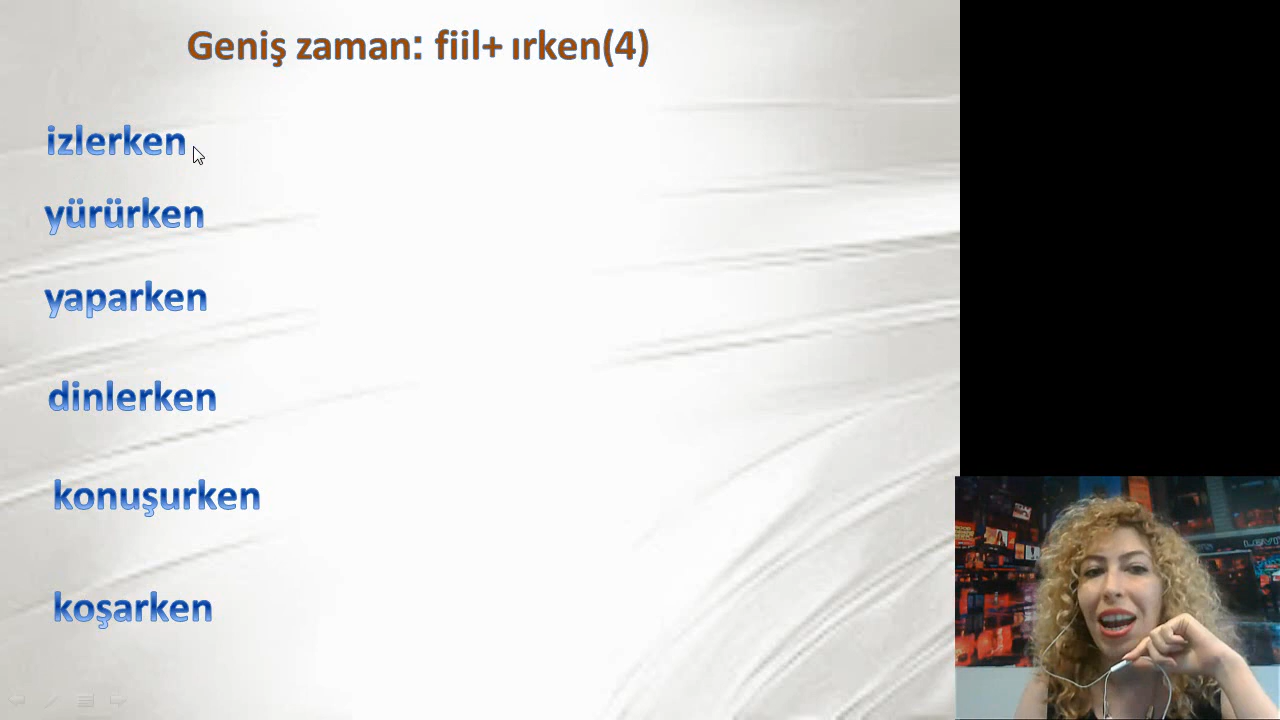 Geniş zaman: fiil+ ırken(4)
izlerken
yürürken
yaparken
dinlerken
konuşurken
koşarken